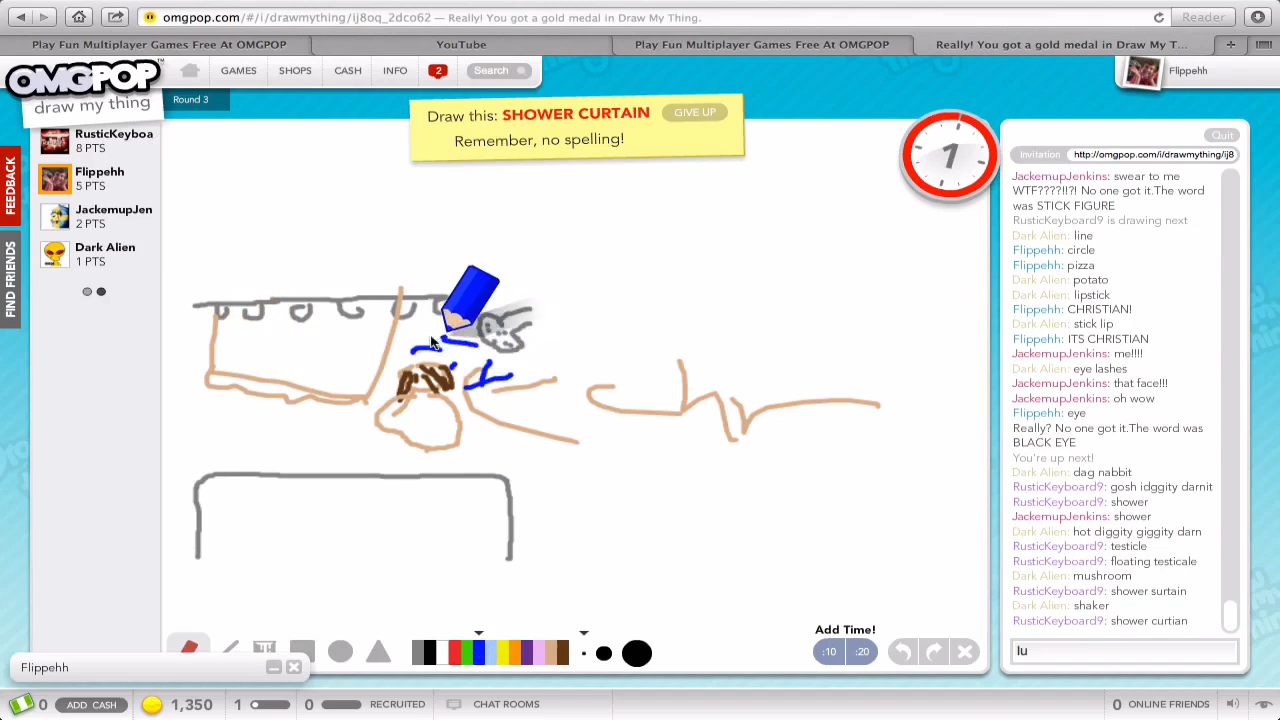 omgpop.com/#/i/drawmything/ij8oq_2dco62 — Really! You got a gold medal in Draw My Thing.
Reader
Play Fun Multiplayer Games Free At OMGPOP
YouTube
Play Fun Multiplayer Games Free At OMGPOP
Really! You got a gold medal in Draw My T...
OMGPOP
draw my thing
GAMES
SHOPS
CASH
INFO
2
Search
Flippehh
Round 3
Draw this: SHOWER CURTAIN
GIVE UP
Remember, no spelling!
1
Quit
Invitation
http://omgpop.com/i/drawmything/ij8
FEEDBACK
FIND FRIENDS
RusticKeyboa
8 PTS
Flippehh
5 PTS
JackemupJen
2 PTS
Dark Alien
1 PTS
JackemupJenkins: swear to me
WTF????!!?! No one got it.The word
was STICK FIGURE
RusticKeyboard9 is drawing next
Dark Alien: line
Flippehh: circle
Flippehh: pizza
Dark Alien: potato
Dark Alien: lipstick
Flippehh: CHRISTIAN!
Dark Alien: stick lip
Flippehh: ITS CHRISTIAN
JackemupJenkins: me!!!!
Dark Alien: eye lashes
JackemupJenkins: that face!!!
JackemupJenkins: oh wow
Flippehh: eye
Really? No one got it.The word was
BLACK EYE
You're up next!
Dark Alien: dag nabbit
RusticKeyboard9: gosh idggity darnit
RusticKeyboard9: shower
JackemupJenkins: shower
Dark Alien: hot diggity giggity darn
RusticKeyboard9: testicle
RusticKeyboard9: floating testicale
Dark Alien: mushroom
RusticKeyboard9: shower surtain
Dark Alien: shaker
RusticKeyboard9: shower curtian
lu
Add Time!
:10
:20
Flippehh
0
ADD CASH
1,350
1
0
RECRUITED
CHAT ROOMS
0 ONLINE FRIENDS